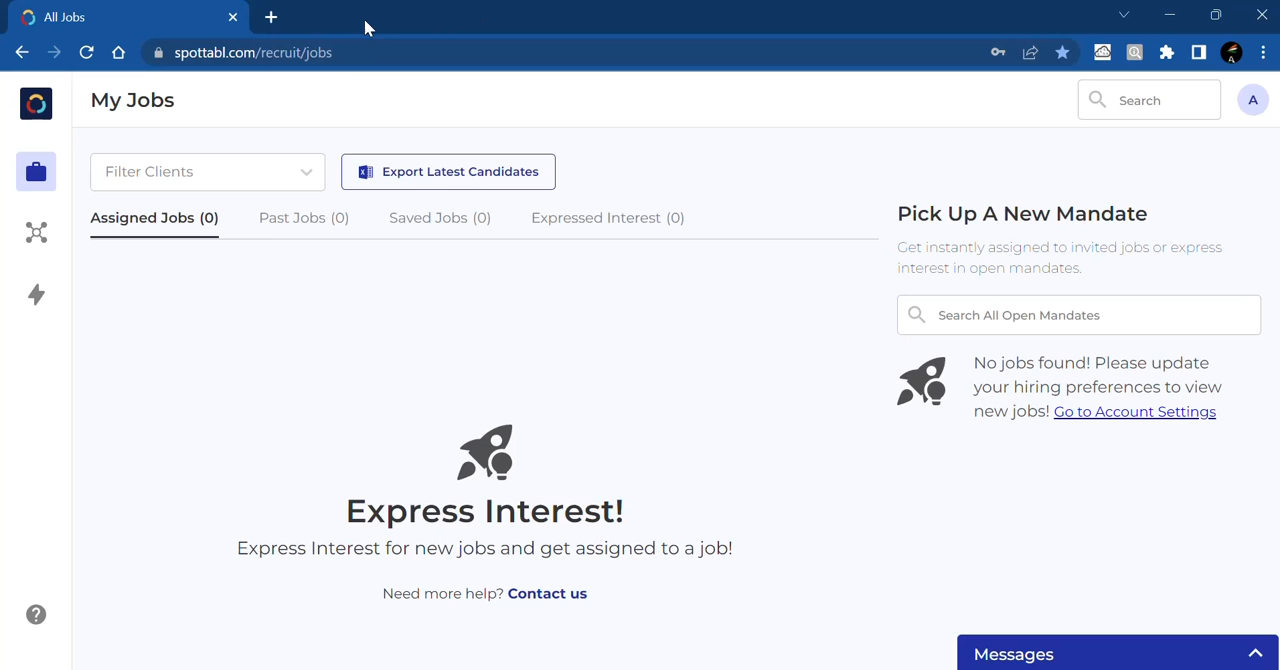 All Jobs
spottabl.com/recruit/jobs
My Jobs
Search
A
Filter Clients
Export Latest Candidates
Assigned Jobs (0)
Past Jobs (0)
Saved Jobs (0)
Expressed Interest (0)
Express Interest!
Express Interest for new jobs and get assigned to a job!
Need more help? Contact us
Pick Up A New Mandate
Get instantly assigned to invited jobs or express
interest in open mandates.
Search All Open Mandates
No jobs found! Please update
your hiring preferences to view
new jobs! Go to Account Settings
Messages